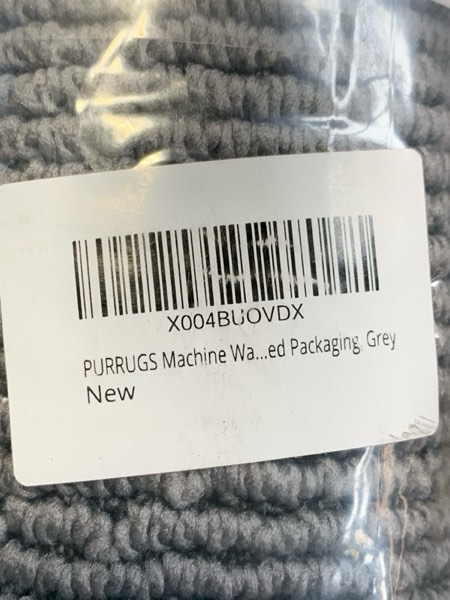 X004BUOVDX
PURRUGS Machine Wa...ed Packaging, Grey
New